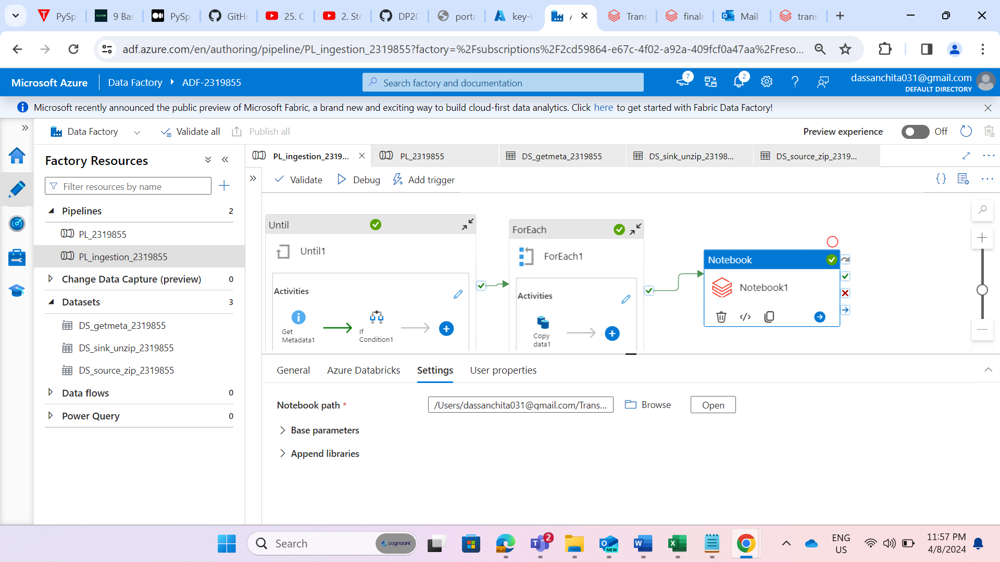 PySp
9 Bas
PySp
GitHu
25. C
2. Sto
DP20
porta
key-v
Trans
finalr
Mail
trans
adf.azure.com/en/authoring/pipeline/PL_ingestion_2319855?factory=%2Fsubscriptions%2F2cd59864-e67c-4f02-a92a-409fcf0a47aa%2Freso...
Microsoft Azure
Data Factory
ADF-2319855
Search factory and documentation
7
2
dassanchita031@gmail.com
DEFAULT DIRECTORY
Microsoft recently announced the public preview of Microsoft Fabric, a brand new and exciting way to build cloud-first data analytics. Click here to get started with Fabric Data Factory!
Data Factory
Validate all
Publish all
Preview experience
Off
Factory Resources
Filter resources by name
Pipelines 2
PL_2319855
PL_ingestion_2319855
Change Data Capture (preview) 0
Datasets 3
DS_getmeta_2319855
DS_sink_unzip_2319855
DS_source_zip_2319855
Data flows 0
Power Query 0
PL_ingestion_2319...
PL_2319855
DS_getmeta_2319855
DS_sink_unzip_23198...
DS_source_zip_2319...
Validate
Debug
Add trigger
Until
Until1
Activities
Get
Metadata1
If
Condition1
ForEach
ForEach1
Activities
Copy
data1
Notebook
Notebook1
General
Azure Databricks
Settings
User properties
Notebook path *
/Users/dassanchita031@gmail.com/Trans...
Browse
Open
Base parameters
Append libraries
Search
cognizant
2
NEW
ENG
US
11:57 PM
4/8/2024